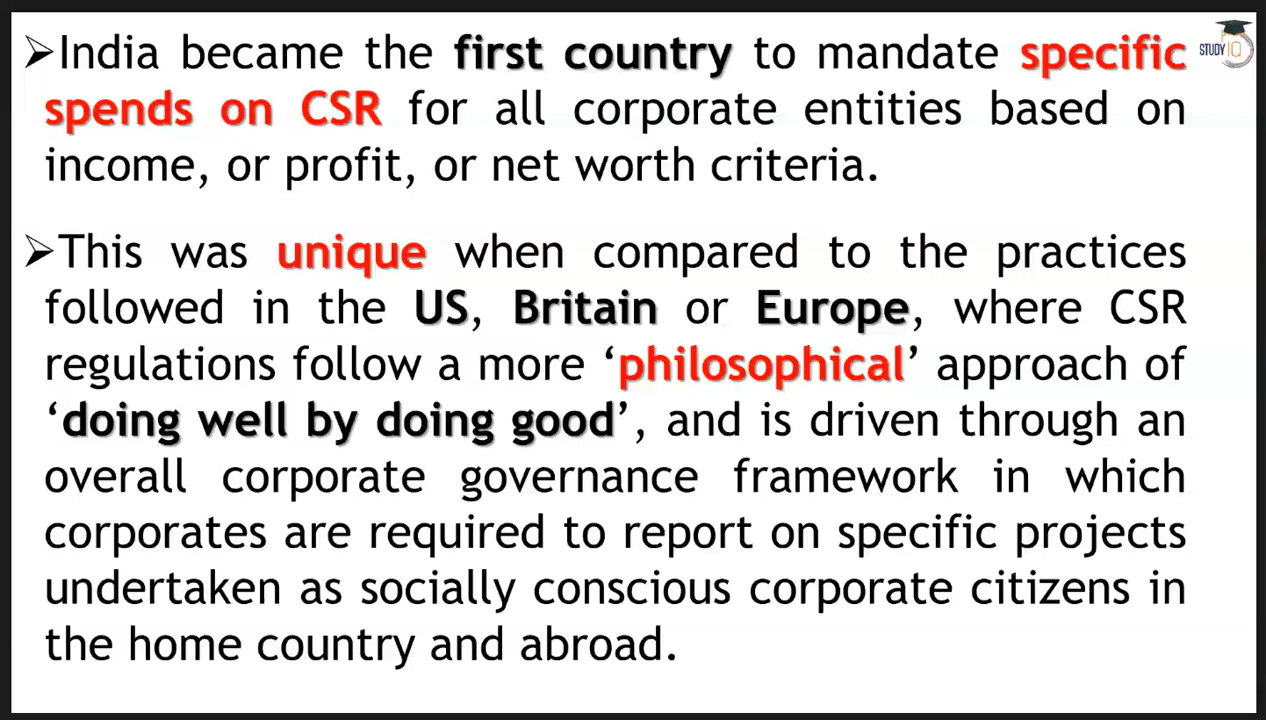 ➢India became the first country to mandate specific
spends on CSR for all corporate entities based on
income, or profit, or net worth criteria.
➢This was unique when compared to the practices
followed in the US, Britain or Europe, where CSR
regulations follow a more ‘philosophical’ approach of
‘doing well by doing good’, and is driven through an
overall corporate governance framework in which
corporates are required to report on specific projects
undertaken as socially conscious corporate citizens in
the home country and abroad.
STUDY IQ